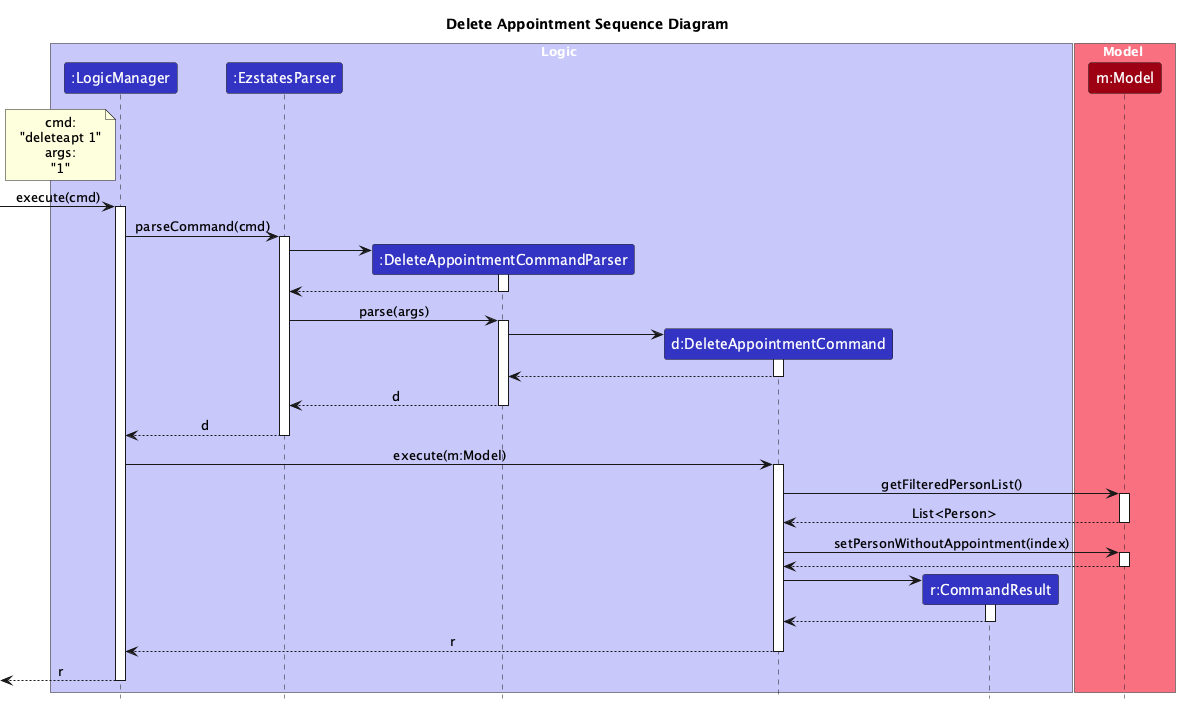 Delete Appointment Sequence Diagram
Logic
Model
:LogicManager
:EzstatesParser
m:Model
cmd:
"deleteapt 1"
args:
"1"
execute(cmd)
parseCommand(cmd)
:DeleteAppointmentCommandParser
parse(args)
d:DeleteAppointmentCommand
d
d
execute(m:Model)
getFilteredPersonList()
List<Person>
setPersonWithoutAppointment(index)
r:CommandResult
r
r